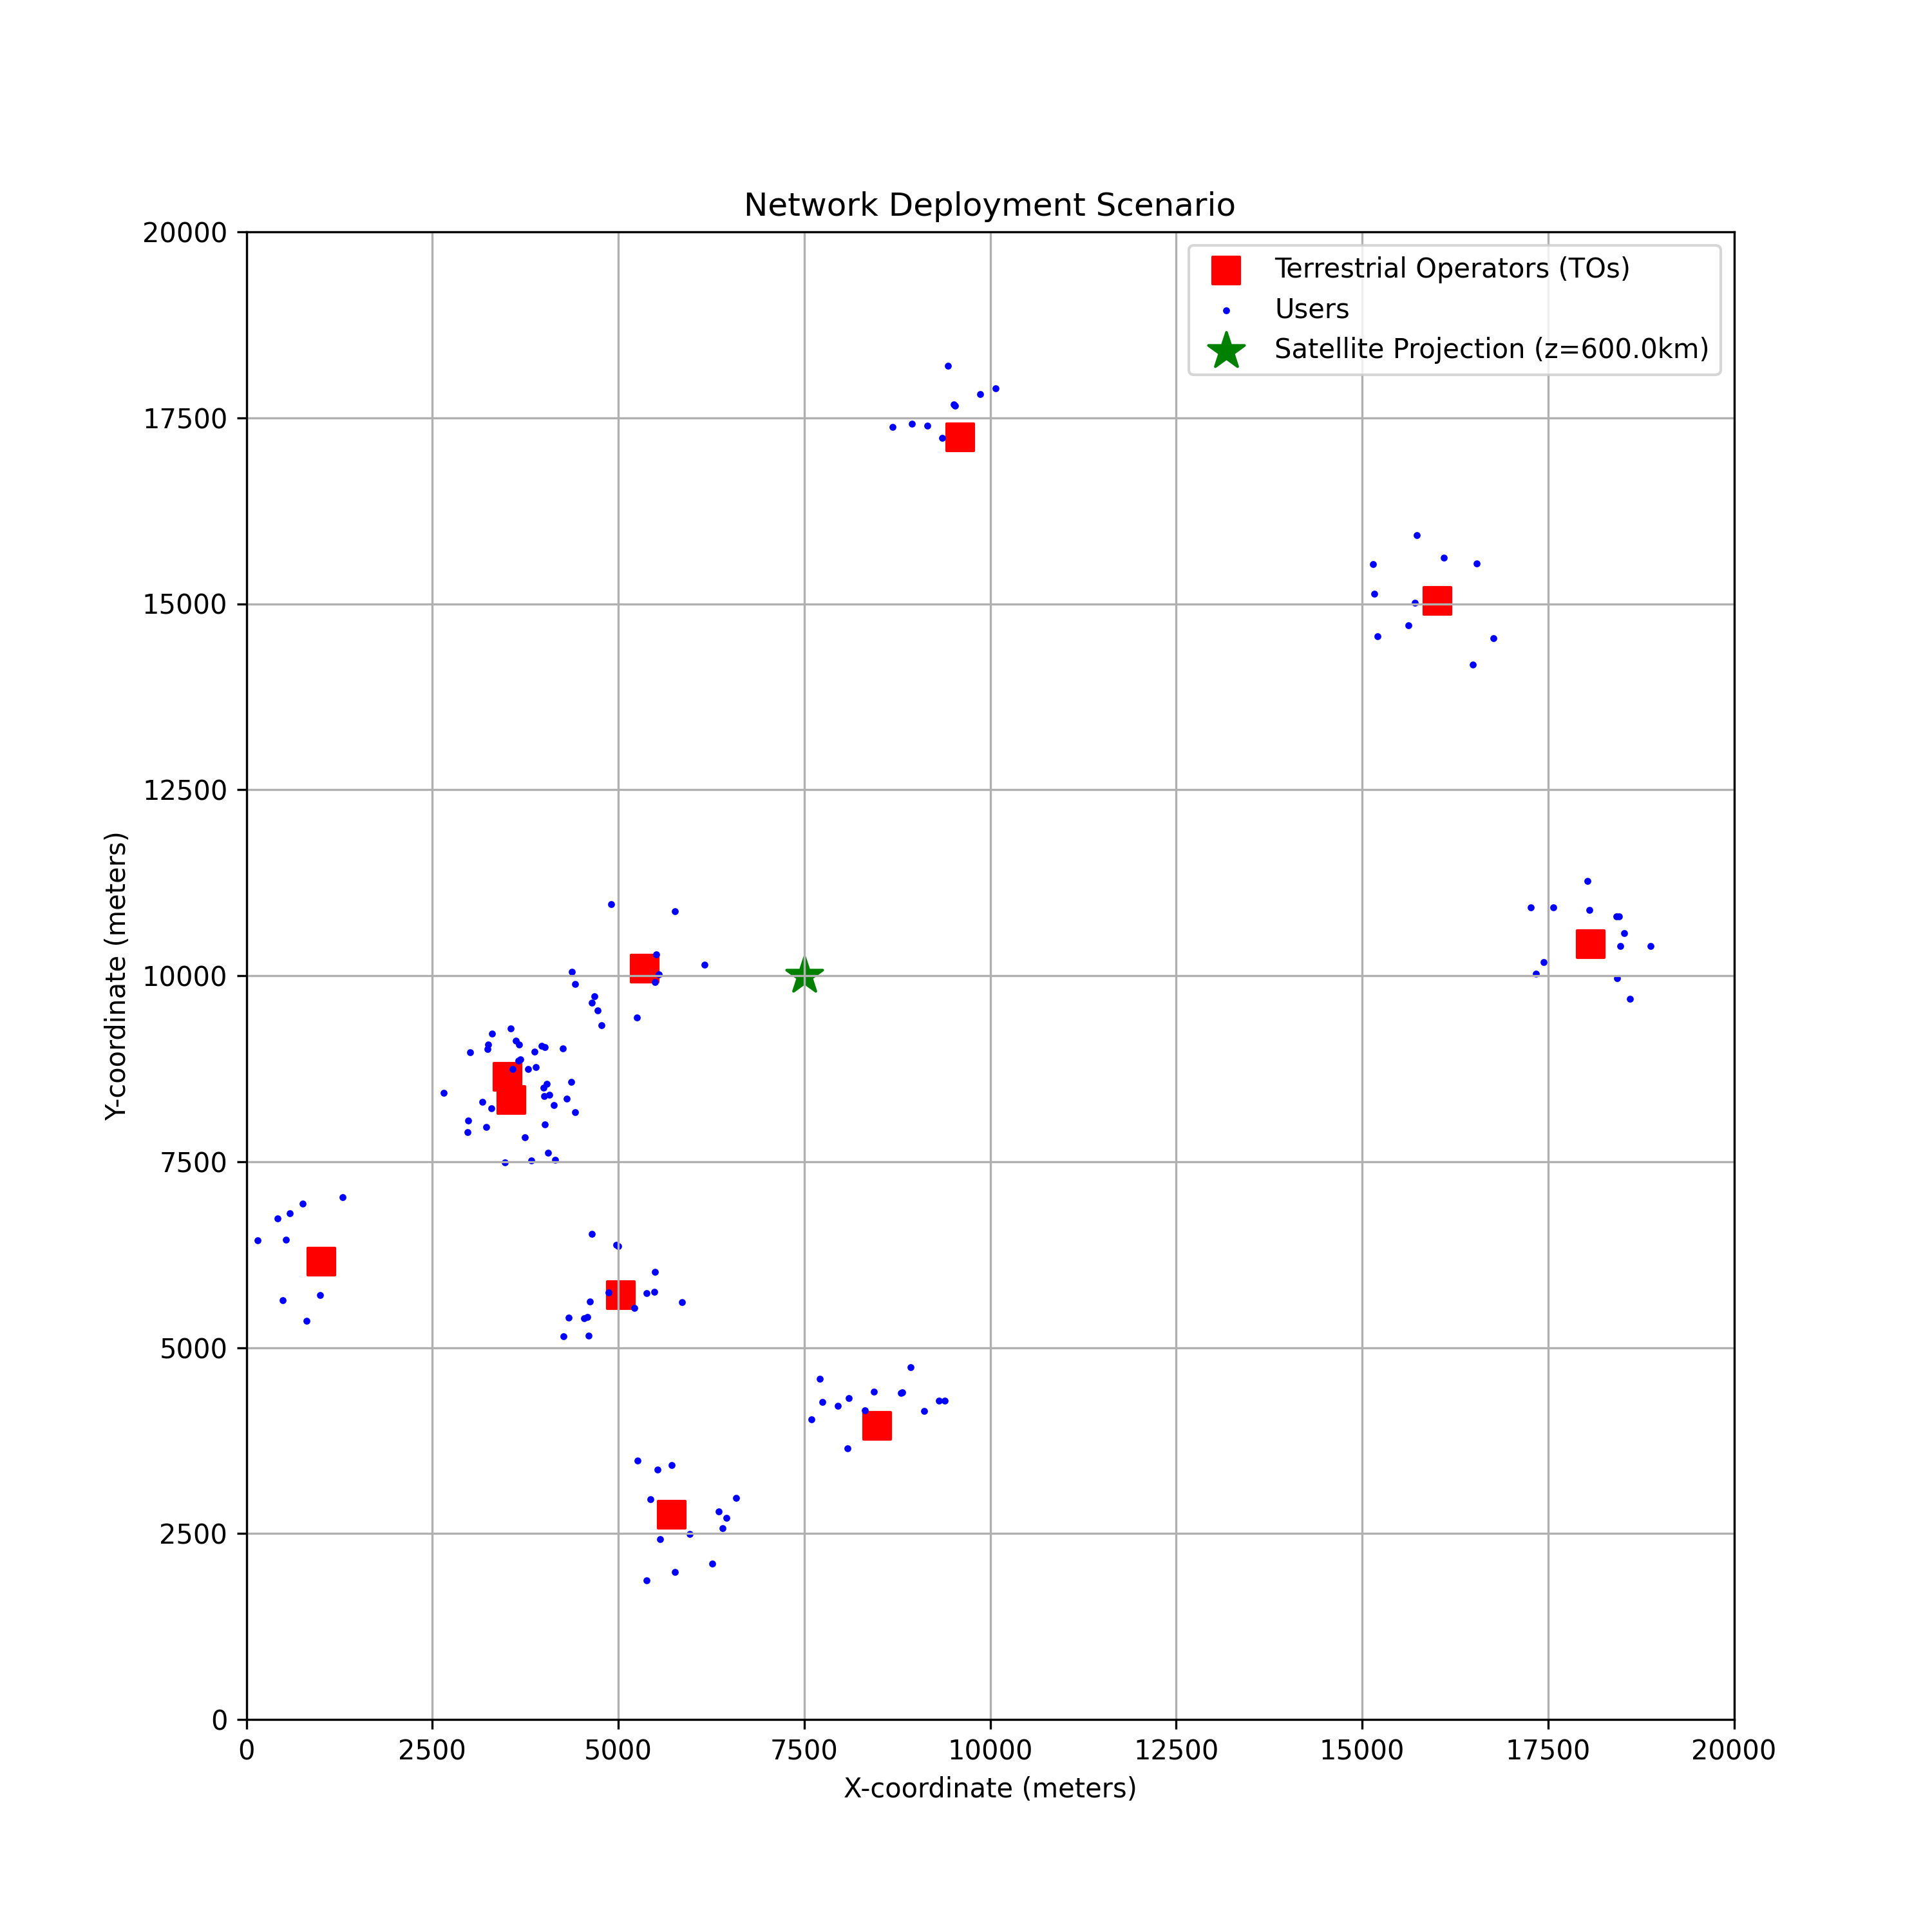 Network Deployment Scenario
Terrestrial Operators (TOs)
Users
Satellite Projection (z=600.0km)
20000
17500
15000
12500
10000
7500
5000
2500
0
Y-coordinate (meters)
0 2500 5000 7500 10000 12500 15000 17500 20000
X-coordinate (meters)